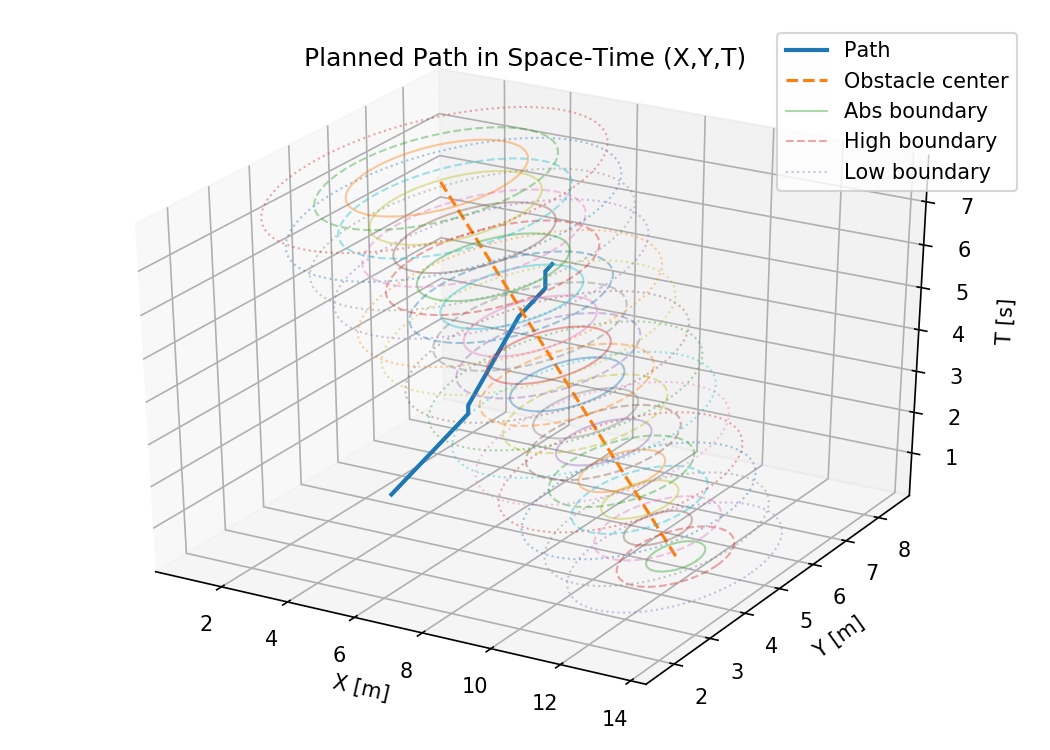 Planned Path in Space-Time (X,Y,T)
Path
Obstacle center
Abs boundary
High boundary
Low boundary
7
6
5
4
3
2
1
T [s]
8
7
6
5
4
3
2
Y [m]
2
4
6
8
10
12
14
X [m]